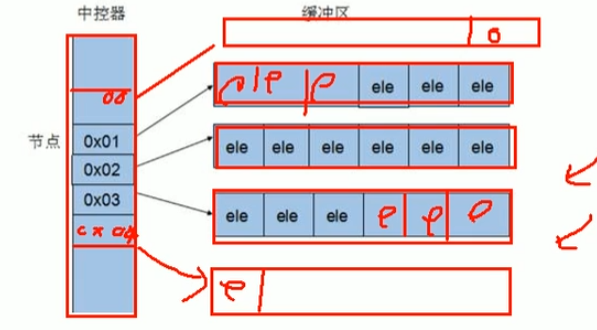 中控器 缓冲区
e
00
e e e ele ele ele
节点 0x01
ele ele ele ele ele ele
0x02
0x03
ele ele ele e e e
0x04
e